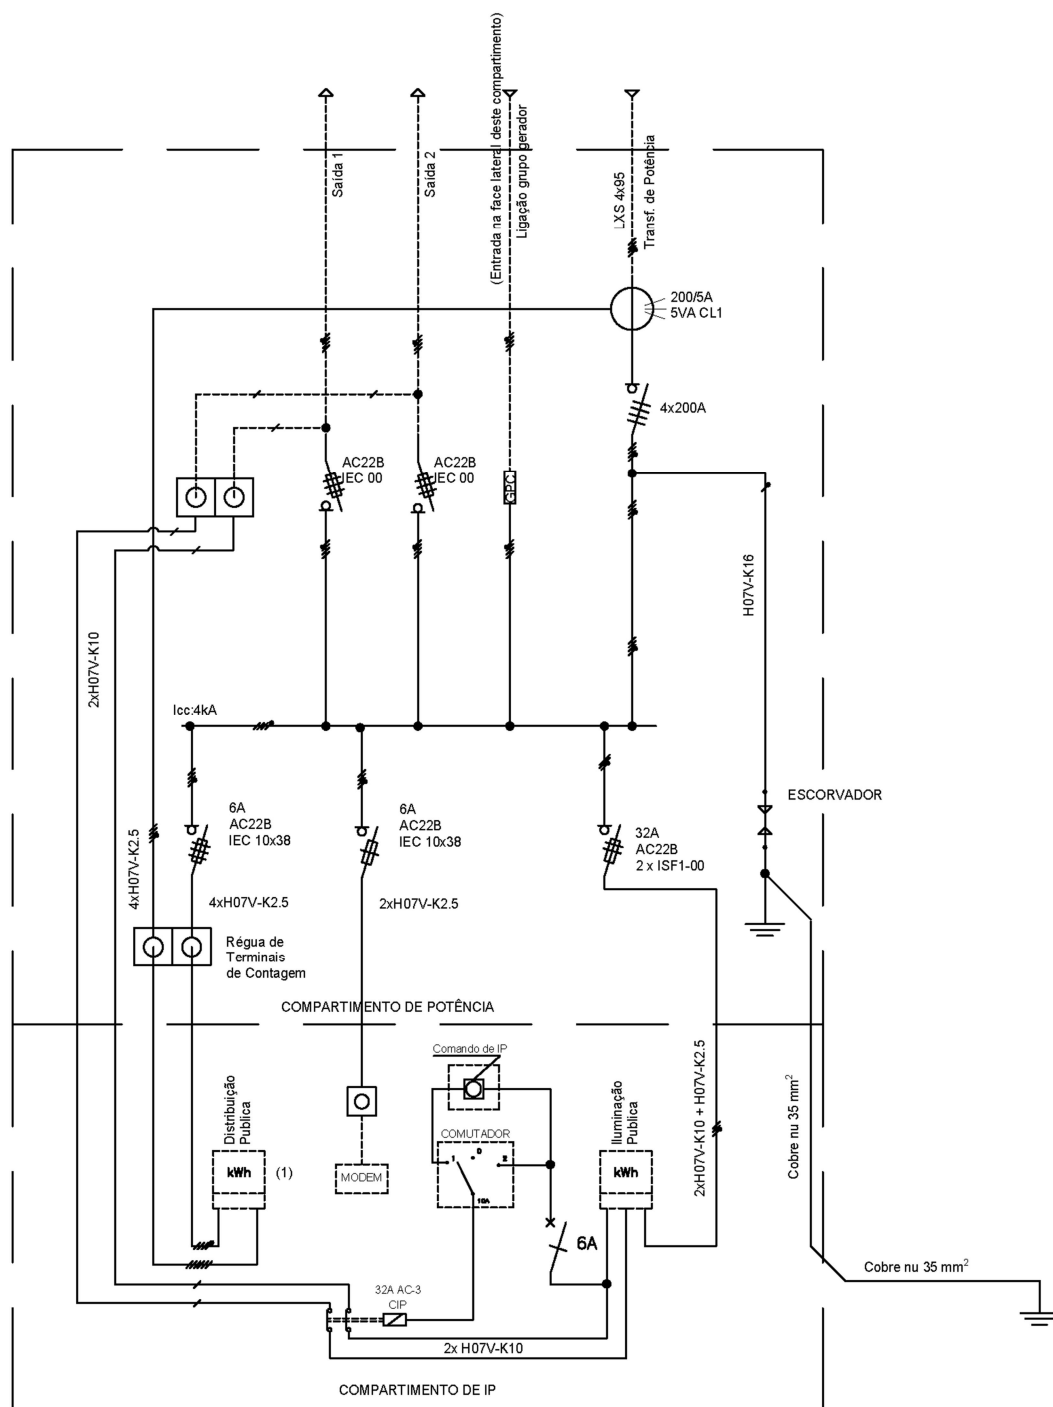 (Entrada na face lateral deste compartimento)
Ligação grupo gerador
Saída 1
Saída 2
LXS 4x95
Transf. de Potência
200/5A
5VA CL1
4x200A
AC22B
IEC 00
AC22B
IEC 00
GPC
H07V-K16
2xH07V-K10
Icc:4kA
ESCORVADOR
6A
AC22B
IEC 10x38
6A
AC22B
IEC 10x38
32A
AC22B
2 x ISF1-00
4xH07V-K2.5
4xH07V-K2.5
2xH07V-K2.5
Régua de
Terminais
de Contagem
COMPARTIMENTO DE POTÊNCIA
Comando de IP
Distribuição
Publica
Iluminação
Publica
2xH07V-K10 + H07V-K2.5
Cobre nu 35 mm²
COMUTADOR
1
0
2
10A
kWh
(1)
MODEM
kWh
6A
Cobre nu 35 mm²
32A AC-3
CIP
2x H07V-K10
COMPARTIMENTO DE IP